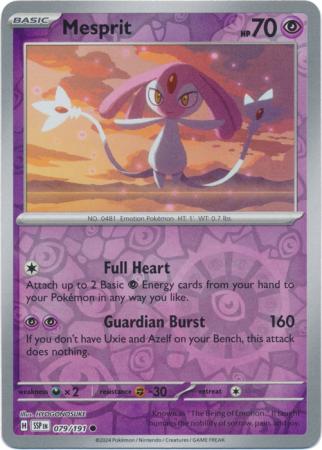 BASIC
Mesprit
HP 70
NO. 0481 Emotion Pokémon HT: 1' WT: 0.7 lbs.
Full Heart
Attach up to 2 Basic Energy cards from your hand to
your Pokémon in any way you like.
Guardian Burst 160
If you don't have Uxie and Azelf on your Bench, this attack
does nothing.
weakness ×2 resistance -30 retreat
Illus. HYOGONOSUKE
H SSP EN 079/191
Known as "The Being of Emotion." It taught
humans the nobility of sorrow, pain, and joy.
©2024 Pokémon / Nintendo / Creatures / GAME FREAK